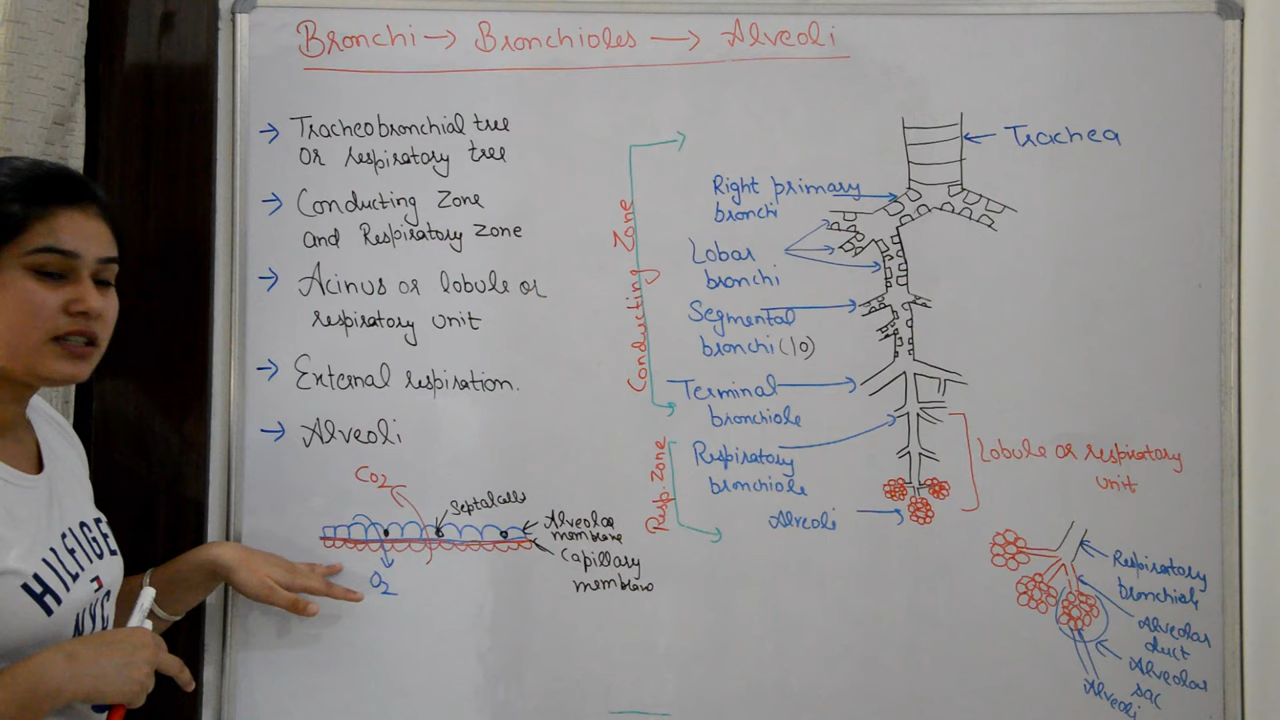 Bronchi → Bronchioles → Alveoli
→ Tracheobronchial tree
or respiratory tree
→ Conducting Zone
and Respiratory Zone
→ Acinus or lobule or
respiratory unit
→ External respiration.
→ Alveoli
CO2
Septal cells
Alveolar
membrane
Capillary
membrane
O2
Conducting Zone
Resp. Zone
Trachea
Right primary
bronchi
Lobar
bronchi
Segmental
bronchi (10)
Terminal
bronchiole
Respiratory
bronchiole
Alveoli
Lobule or respiratory
unit
Respiratory
bronchiole
Alveolar
duct
Alveolar
sac
Alveoli
HILFIGER
NYC